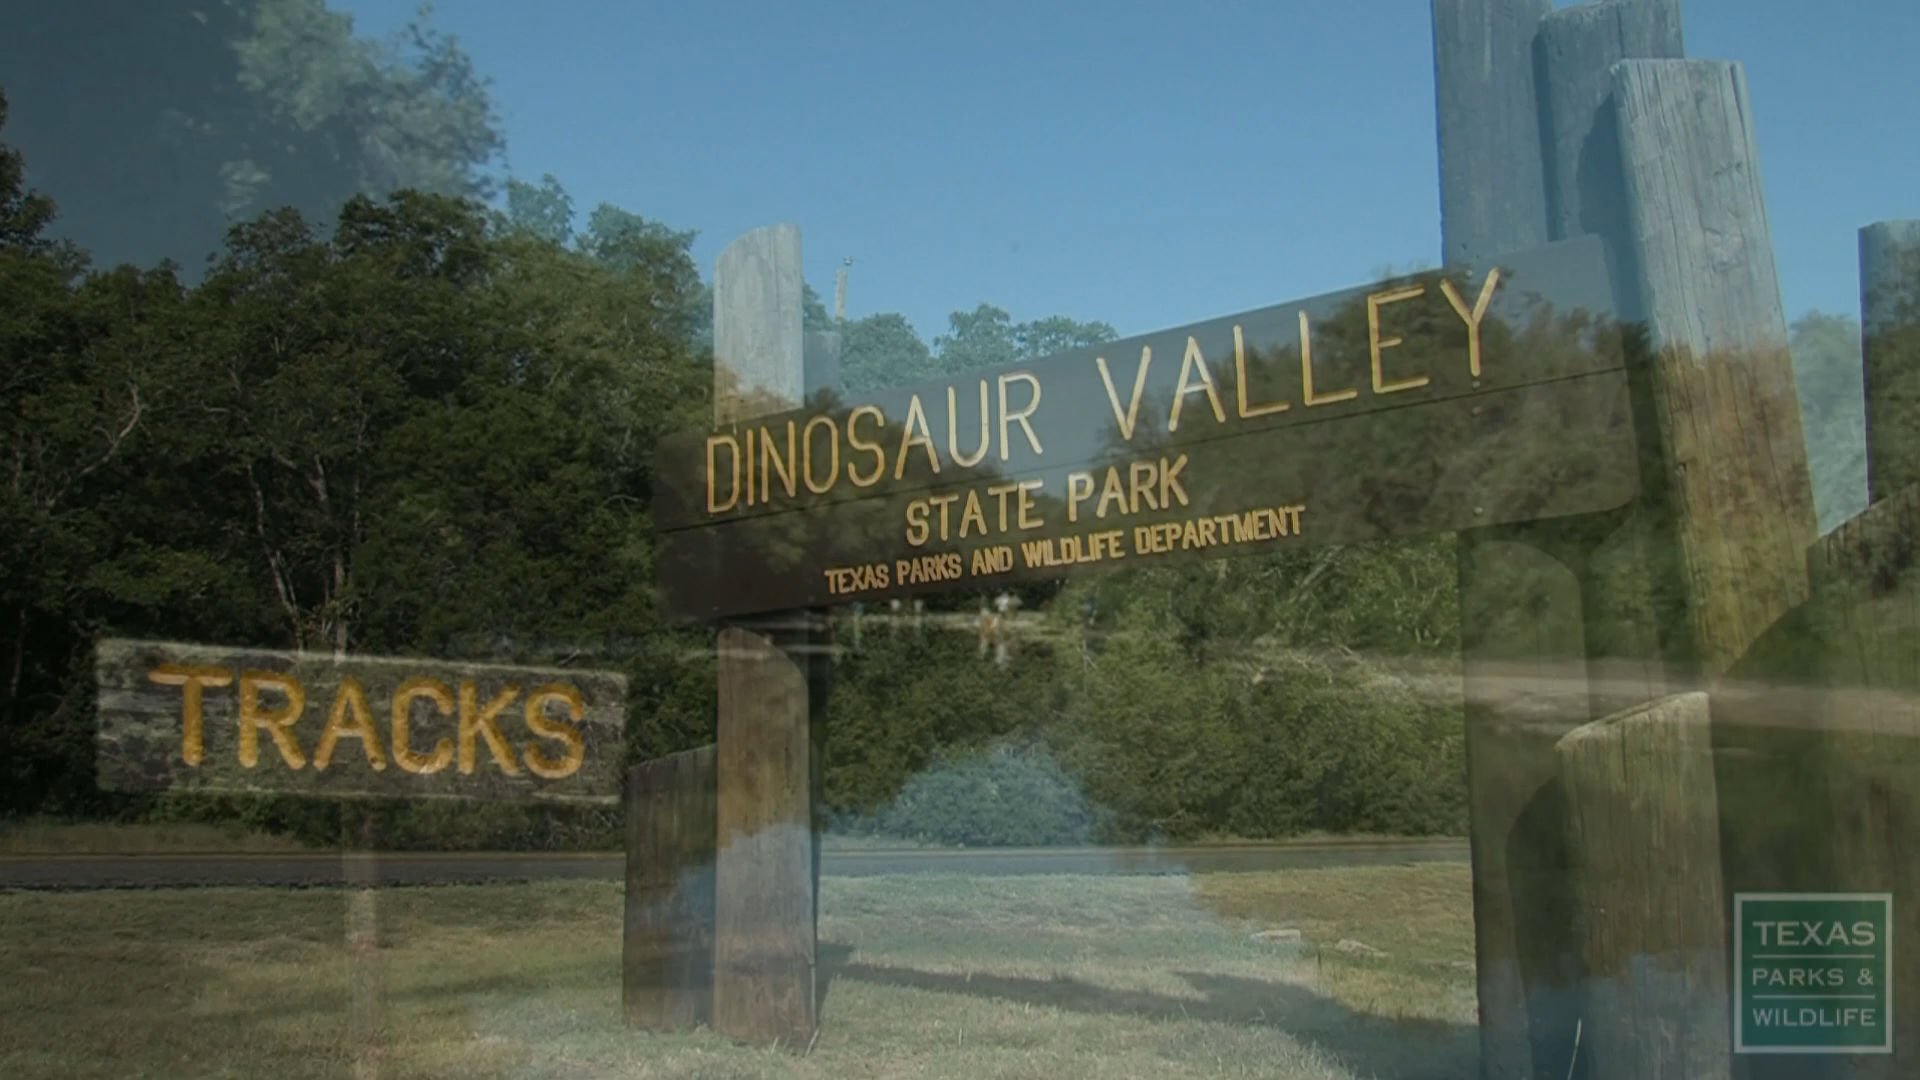 DINOSAUR VALLEY
STATE PARK
TEXAS PARKS AND WILDLIFE DEPARTMENT
TRACKS
TEXAS
PARKS &
WILDLIFE